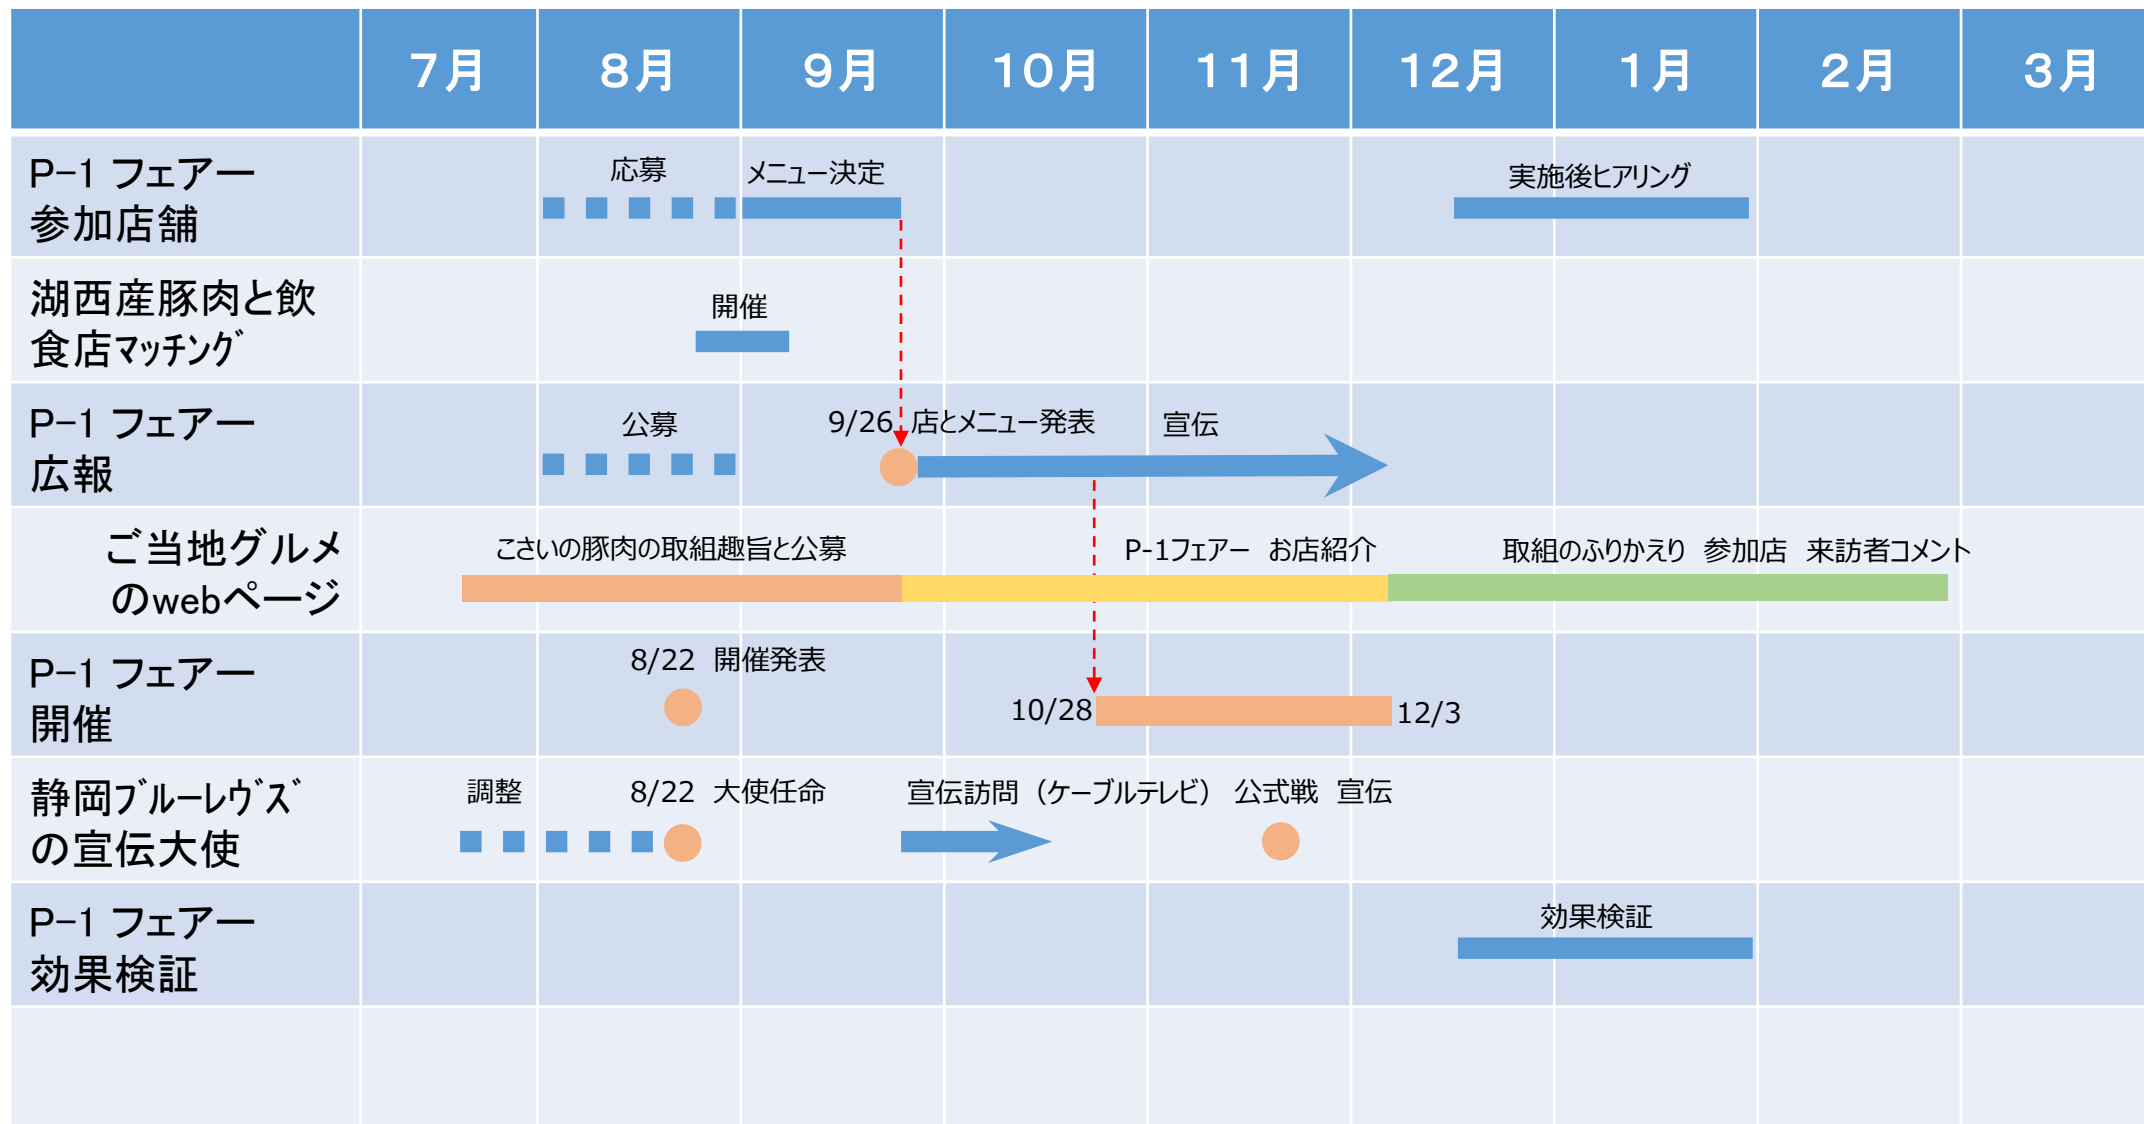 7月 8月 9月 10月 11月 12月 1月 2月 3月
P-1 フェアー
参加店舗
応募 メニュー決定 実施後ヒアリング
湖西産豚肉と飲
食店マッチング
開催
P-1 フェアー
広報
公募 9/26 店とメニュー発表 宣伝
ご当地グルメ
のwebページ
こさいの豚肉の取組趣旨と公募 P-1フェアー お店紹介 取組のふりかえり 参加店 来訪者コメント
P-1 フェアー
開催
8/22 開催発表
10/28 12/3
静岡ブルーレヴズ
の宣伝大使
調整 8/22 大使任命 宣伝訪問（ケーブルテレビ） 公式戦 宣伝
P-1 フェアー
効果検証
効果検証